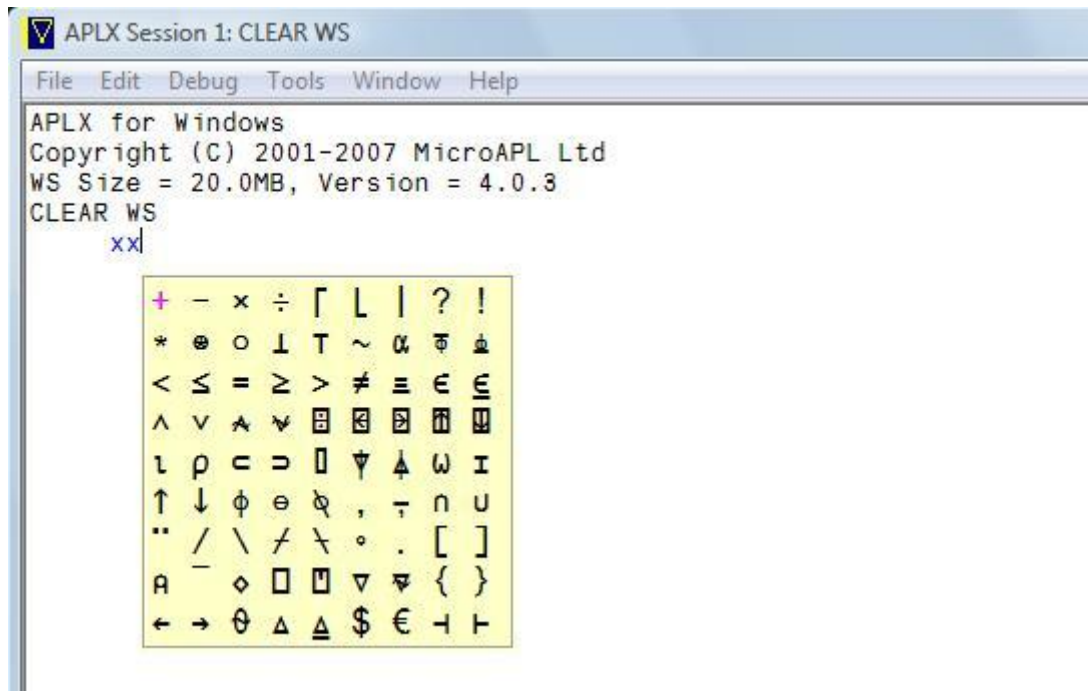 APLX Session 1: CLEAR WS
File Edit Debug Tools Window Help
APLX for Windows
Copyright (C) 2001-2007 MicroAPL Ltd
WS Size = 20.0MB, Version = 4.0.3
CLEAR WS
xx
+ − × ÷ ⌈ ⌊ | ? !
* ⍟ ○ ⊥ ⊤ ~ ⍺ ⍕ ⍎
< ≤ = ≥ > ≠ ≡ ∊ ⍷
∧ ∨ ⍲ ⍱ ⌹ ⍇ ⍈ ⍐ ⍗
⍳ ⍴ ⊂ ⊃ ⌷ ⍒ ⍋ ⍵ ⌶
↑ ↓ ⌽ ⊖ ⍉ , ⍪ ∩ ∪
¨ / \ ⌿ ⍀ ∘ . [ ]
⍝ ¯ ⋄ ⎕ ⍞ ∇ ⍫ { }
← → ϑ ∆ ⍙ $ € ⊣ ⊢